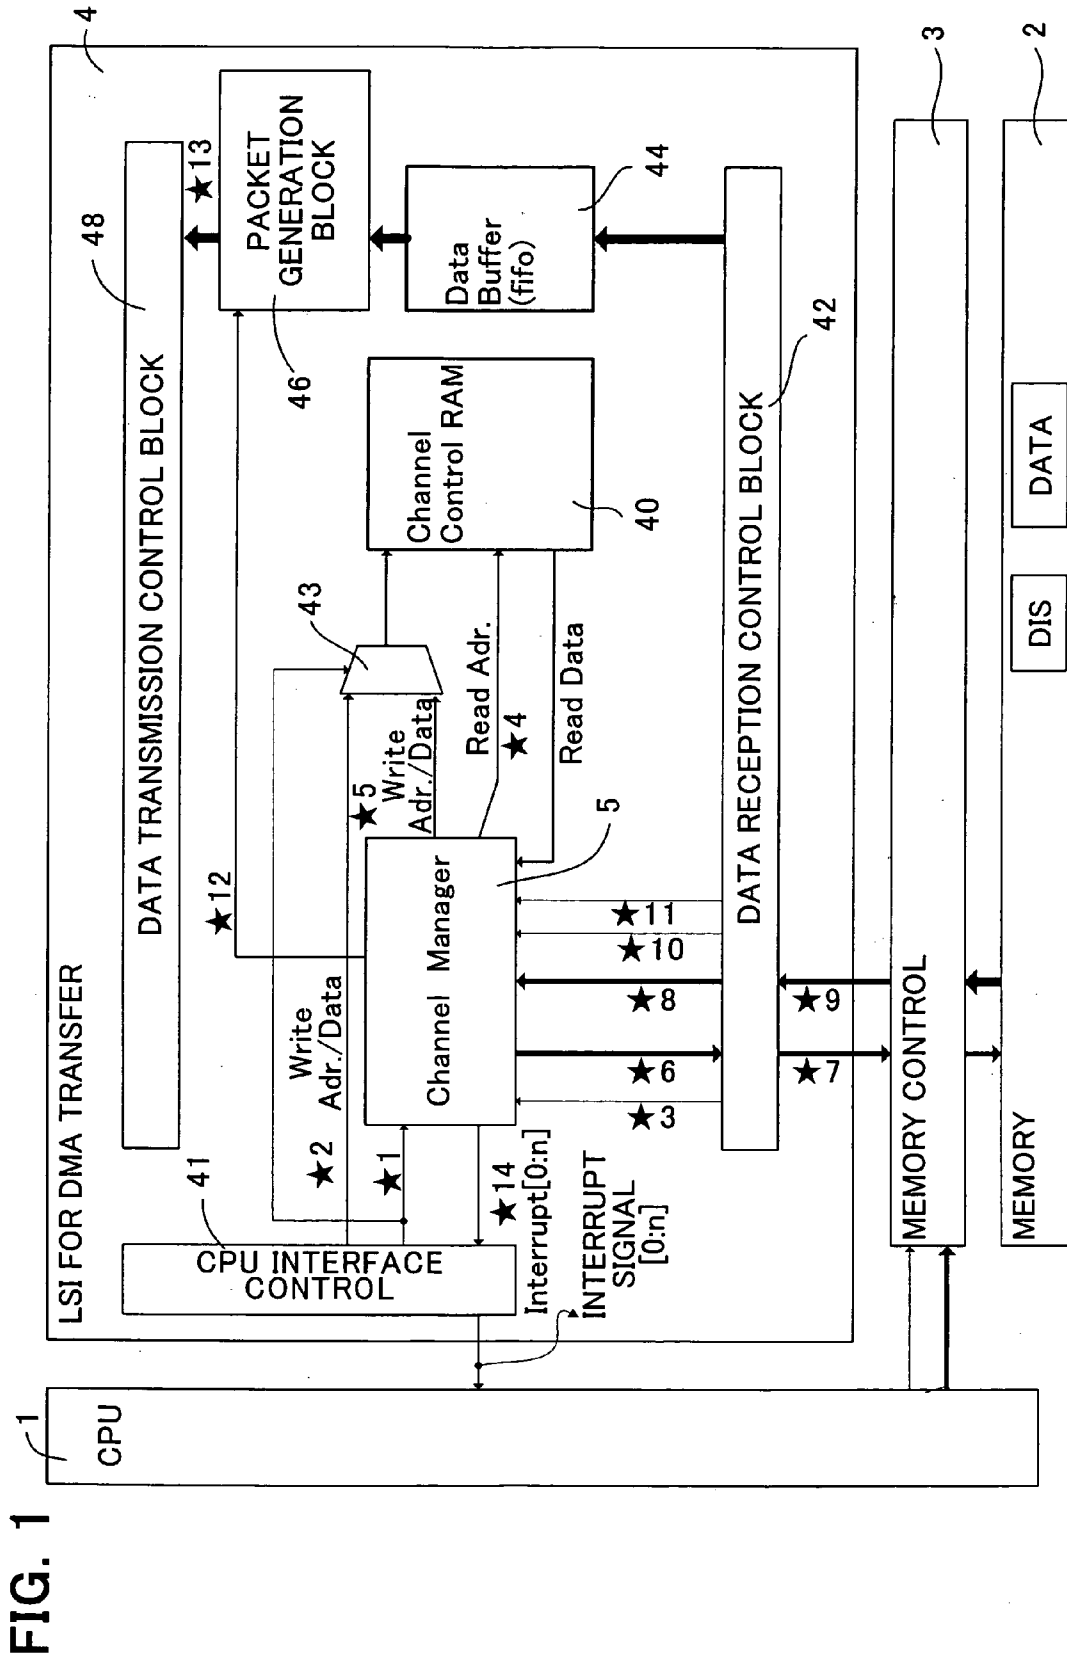 FIG. 1
1
CPU
LSI FOR DMA TRANSFER
4
DATA TRANSMISSION CONTROL BLOCK
48
★13
PACKET
GENERATION
BLOCK
46
★12
41
CPU INTERFACE
CONTROL
★2
Write
Adr./Data
★1
★5
Write
Adr./Data
43
Channel
Control RAM
40
Data
Buffer
(fifo)
44
Channel Manager
5
Read Adr.
★4
Read Data
★14
Interrupt[0:n]
INTERRUPT
SIGNAL
[0:n]
★3
★6
★8
★10
★11
DATA RECEPTION CONTROL BLOCK
42
★7
★9
MEMORY CONTROL
3
MEMORY
DIS
DATA
2